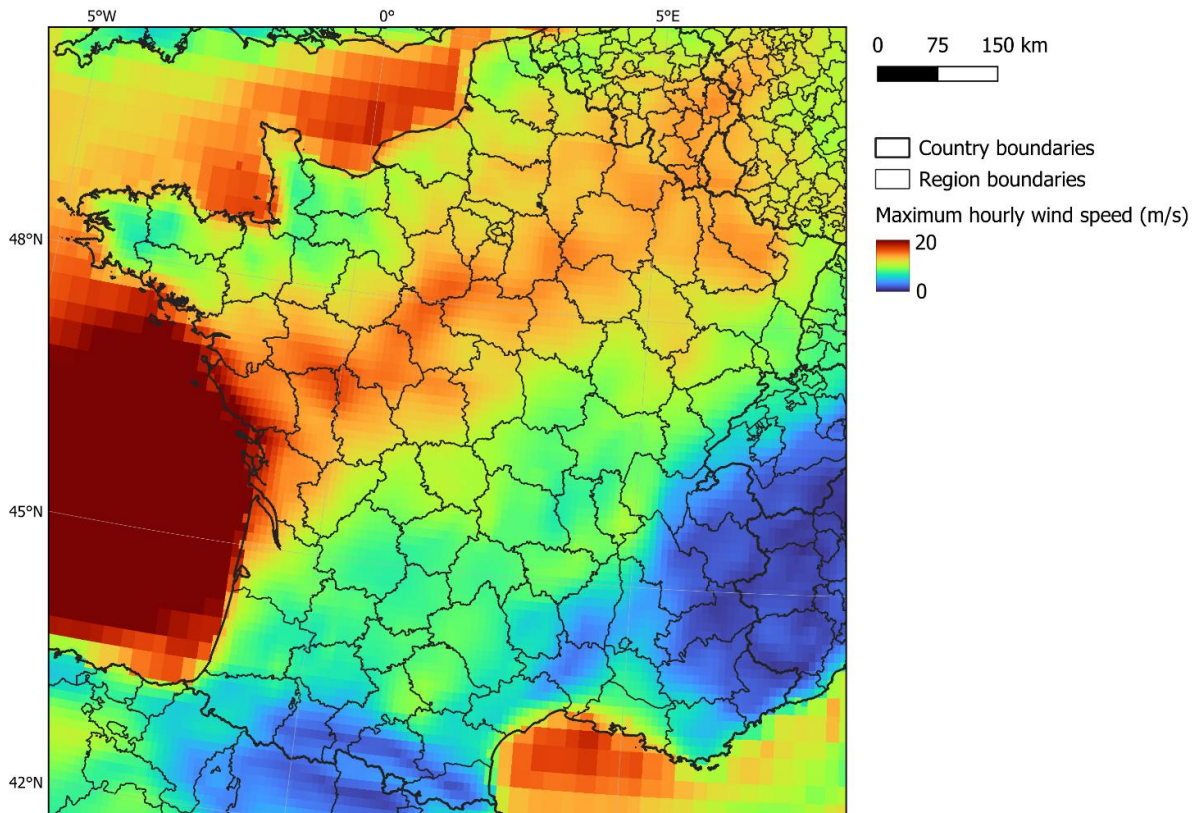 5°W 0° 5°E
0 75 150 km
48°N
45°N
42°N
Country boundaries
Region boundaries
Maximum hourly wind speed (m/s)
20
0